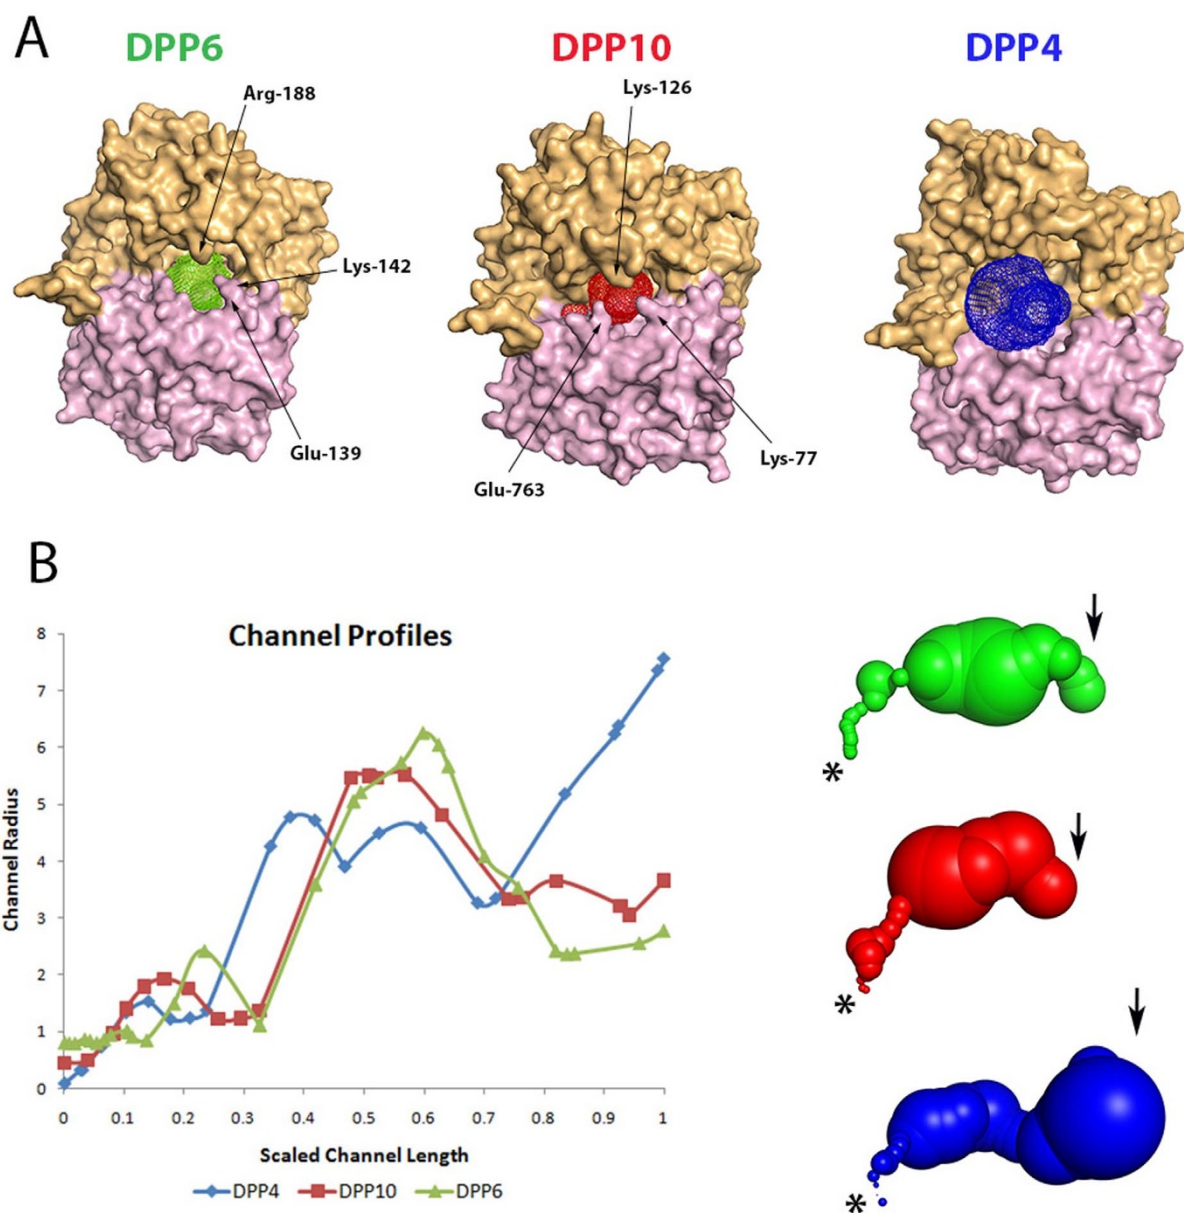 A
DPP6
DPP10
DPP4
Arg-188
Lys-126
Lys-142
Glu-139
Glu-763
Lys-77
B
Channel Profiles
8
7
6
5
4
3
2
1
0
Channel Radius
0 0.1 0.2 0.3 0.4 0.5 0.6 0.7 0.8 0.9 1
Scaled Channel Length
DPP4 DPP10 DPP6
*
*
*